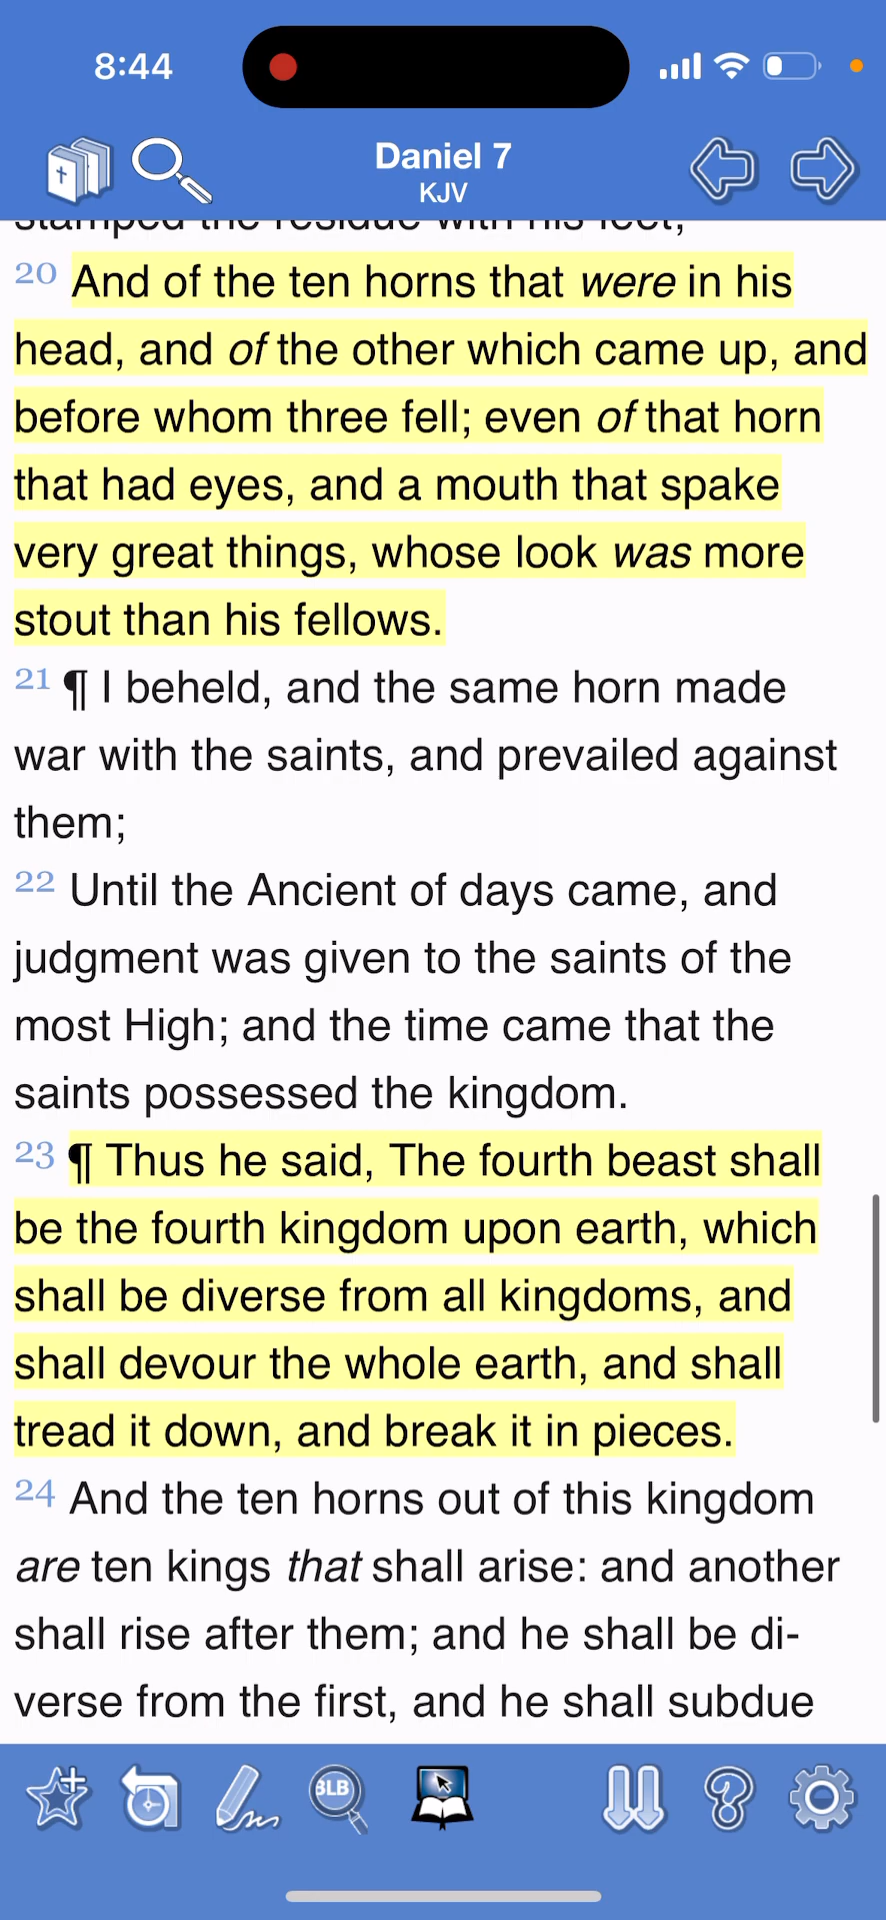 8:44
Daniel 7
KJV
stamped the residue with his feet;
20 And of the ten horns that were in his
head, and of the other which came up, and
before whom three fell; even of that horn
that had eyes, and a mouth that spake
very great things, whose look was more
stout than his fellows.
21 ¶ I beheld, and the same horn made
war with the saints, and prevailed against
them;
22 Until the Ancient of days came, and
judgment was given to the saints of the
most High; and the time came that the
saints possessed the kingdom.
23 ¶ Thus he said, The fourth beast shall
be the fourth kingdom upon earth, which
shall be diverse from all kingdoms, and
shall devour the whole earth, and shall
tread it down, and break it in pieces.
24 And the ten horns out of this kingdom
are ten kings that shall arise: and another
shall rise after them; and he shall be di-
verse from the first, and he shall subdue
BLB